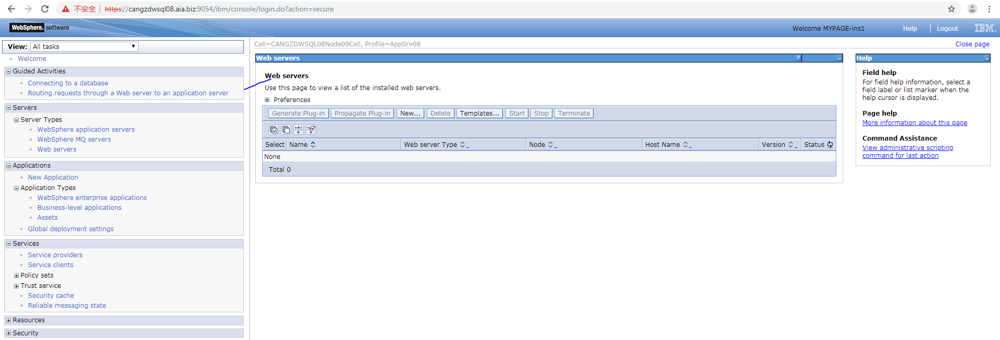 不安全 https://cangzdwsql08.aia.biz:9054/ibm/console/login.do?action=secure
WebSphere. software
Welcome MYPAGE-ins1 Help Logout IBM.
View: All tasks
Welcome
Guided Activities
Connecting to a database
Routing requests through a Web server to an application server
Servers
Server Types
WebSphere application servers
WebSphere MQ servers
Web servers
Applications
New Application
Application Types
WebSphere enterprise applications
Business-level applications
Assets
Global deployment settings
Services
Service providers
Service clients
Policy sets
Trust service
Security cache
Reliable messaging state
Resources
Security
Cell=CANGZDWSQL08Node09Cell, Profile=AppSrv08
Close page
Web servers ?
Web servers
Use this page to view a list of the installed web servers.
Preferences
Generate Plug-in Propagate Plug-in New... Delete Templates... Start Stop Terminate
Select Name Web server Type Node Host Name Version Status
None
Total 0
Help
Field help
For field help information, select a
field label or list marker when the
help cursor is displayed.
Page help
More information about this page
Command Assistance
View administrative scripting
command for last action